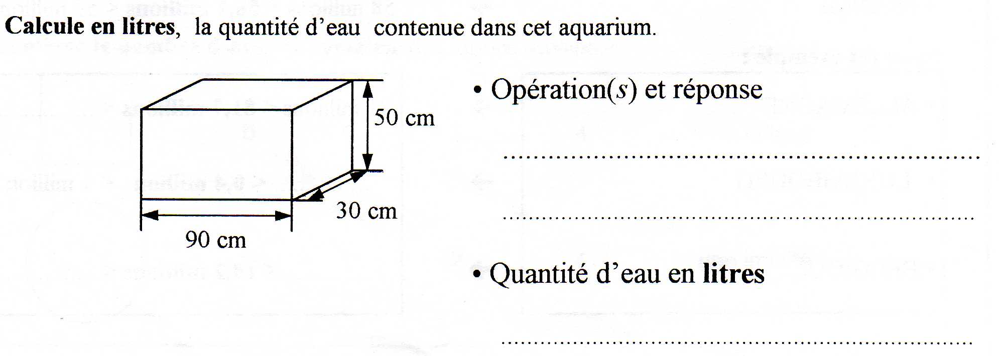 Calcule en litres, la quantité d'eau contenue dans cet aquarium.
• Opération(s) et réponse
50 cm
30 cm
90 cm
• Quantité d'eau en litres